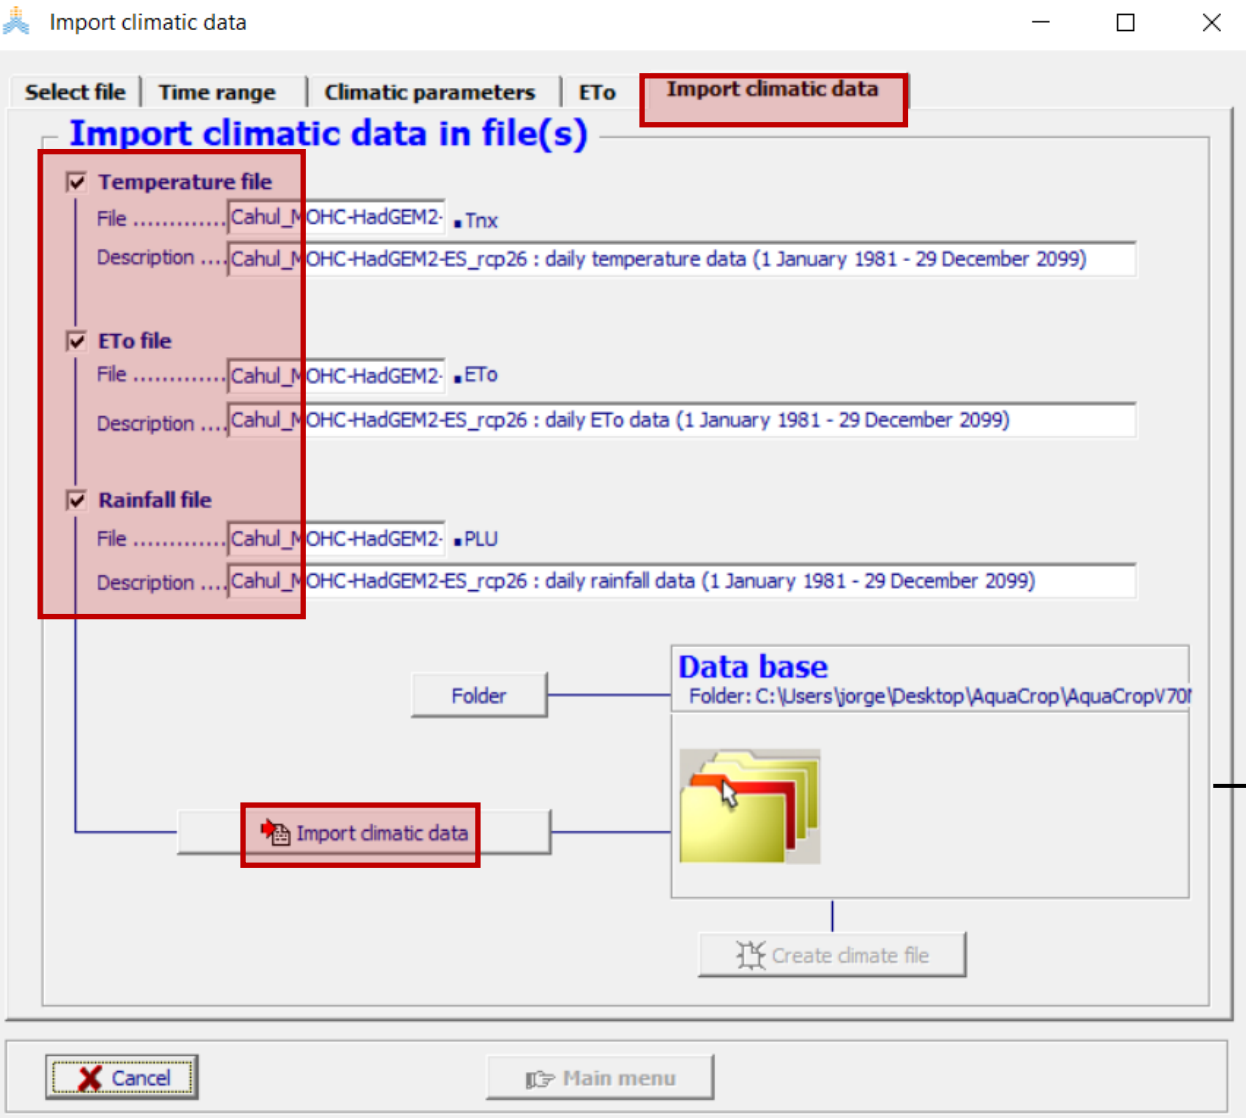 Import climatic data
Select file Time range Climatic parameters ETo Import climatic data
Import climatic data in file(s)
Temperature file
File ............. Cahul_MOHC-HadGEM2- .Tnx
Description .... Cahul_MOHC-HadGEM2-ES_rcp26 : daily temperature data (1 January 1981 - 29 December 2099)
ETo file
File ............. Cahul_MOHC-HadGEM2- .ETo
Description .... Cahul_MOHC-HadGEM2-ES_rcp26 : daily ETo data (1 January 1981 - 29 December 2099)
Rainfall file
File ............. Cahul_MOHC-HadGEM2- .PLU
Description .... Cahul_MOHC-HadGEM2-ES_rcp26 : daily rainfall data (1 January 1981 - 29 December 2099)
Data base
Folder
Folder: C:\Users\jorge\Desktop\AquaCrop\AquaCropV70
Import climatic data
Create climate file
Cancel Main menu